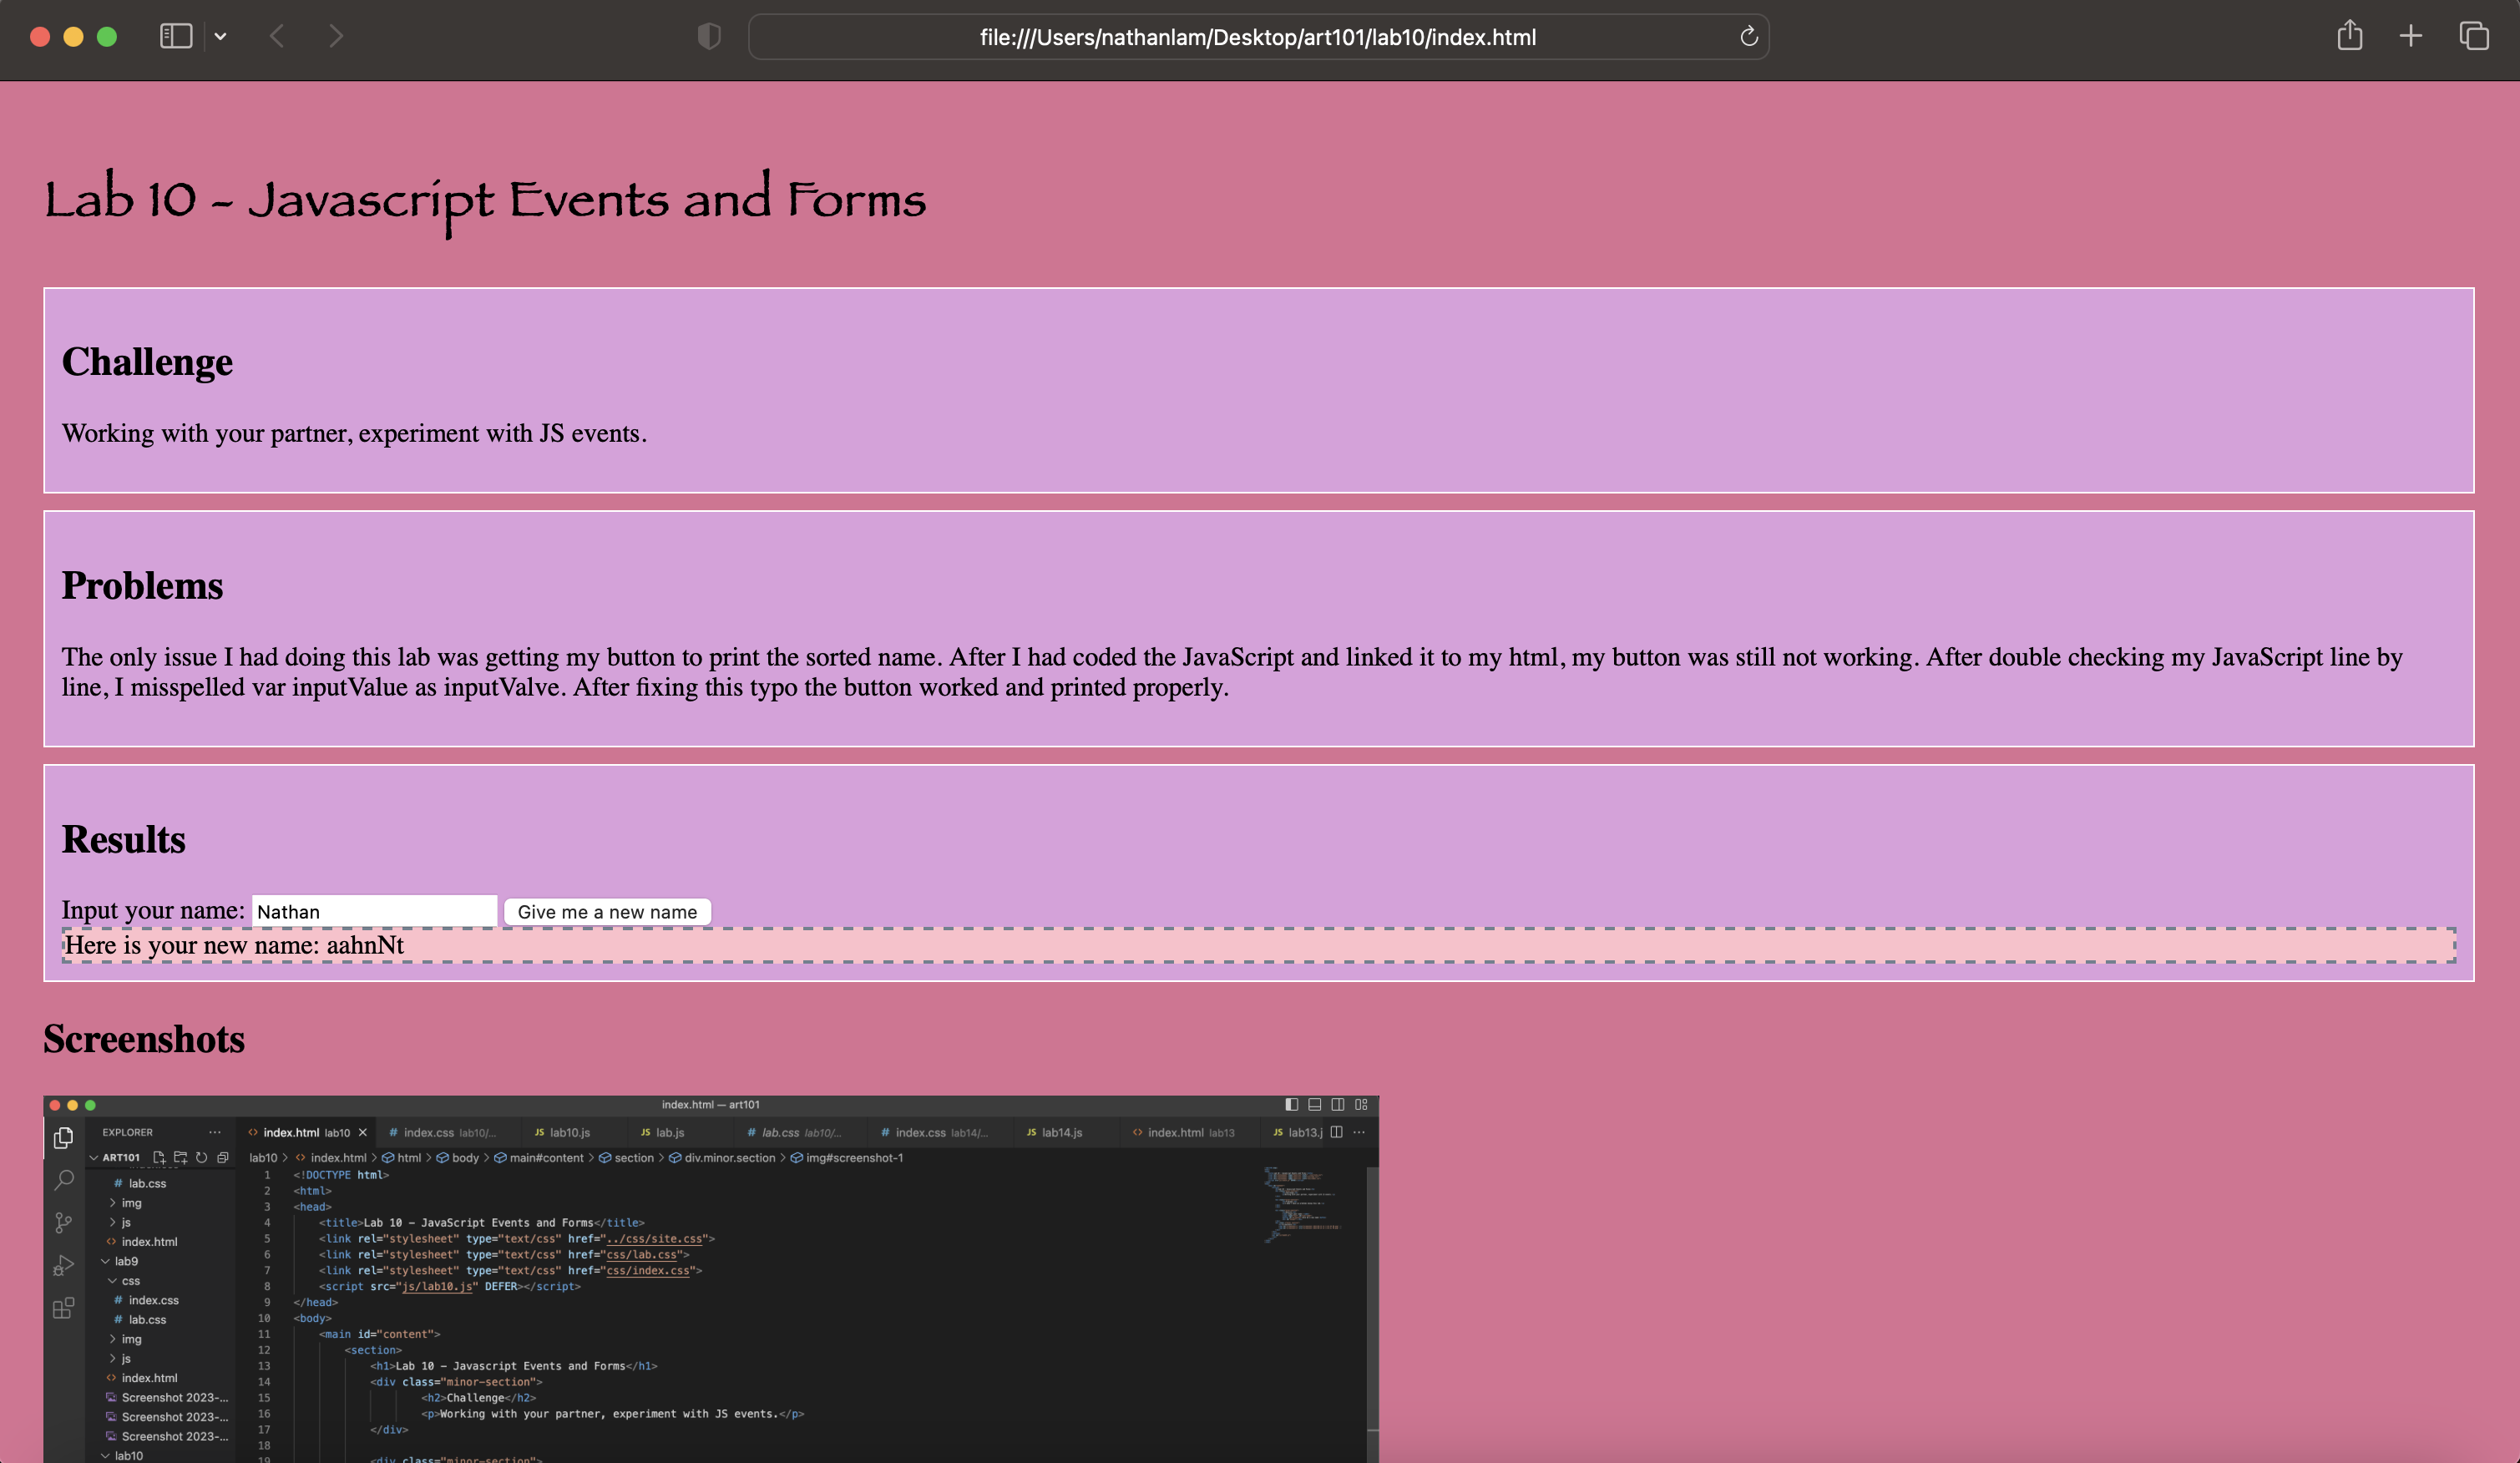 file:///Users/nathanlam/Desktop/art101/lab10/index.html
Lab 10 - Javascript Events and Forms
Challenge
Working with your partner, experiment with JS events.
Problems
The only issue I had doing this lab was getting my button to print the sorted name. After I had coded the JavaScript and linked it to my html, my button was still not working. After double checking my JavaScript line by
line, I misspelled var inputValue as inputValve. After fixing this typo the button worked and printed properly.
Results
Input your name: Nathan Give me a new name
Here is your new name: aahnNt
Screenshots
index.html — art101
EXPLORER ··· <> index.html lab10 × # index.css lab10/... JS lab10.js JS lab.js # lab.css lab10/... # index.css lab14/... JS lab14.js <> index.html lab13 JS lab13.j ···
ART101 lab10 > <> index.html > html > body > main#content > section > div.minor.section > img#screenshot-1
# lab.css
> img
> js
<> index.html
lab9
css
# index.css
# lab.css
> img
> js
<> index.html
Screenshot 2023-...
Screenshot 2023-...
Screenshot 2023-...
lab10
1 <!DOCTYPE html>
2 <html>
3 <head>
4 <title>Lab 10 - JavaScript Events and Forms</title>
5 <link rel="stylesheet" type="text/css" href="../css/site.css">
6 <link rel="stylesheet" type="text/css" href="css/lab.css">
7 <link rel="stylesheet" type="text/css" href="css/index.css">
8 <script src="js/lab10.js" DEFER></script>
9 </head>
10 <body>
11 <main id="content">
12 <section>
13 <h1>Lab 10 - Javascript Events and Forms</h1>
14 <div class="minor-section">
15 <h2>Challenge</h2>
16 <p>Working with your partner, experiment with JS events.</p>
17 </div>
18
19 <div class="minor-section">